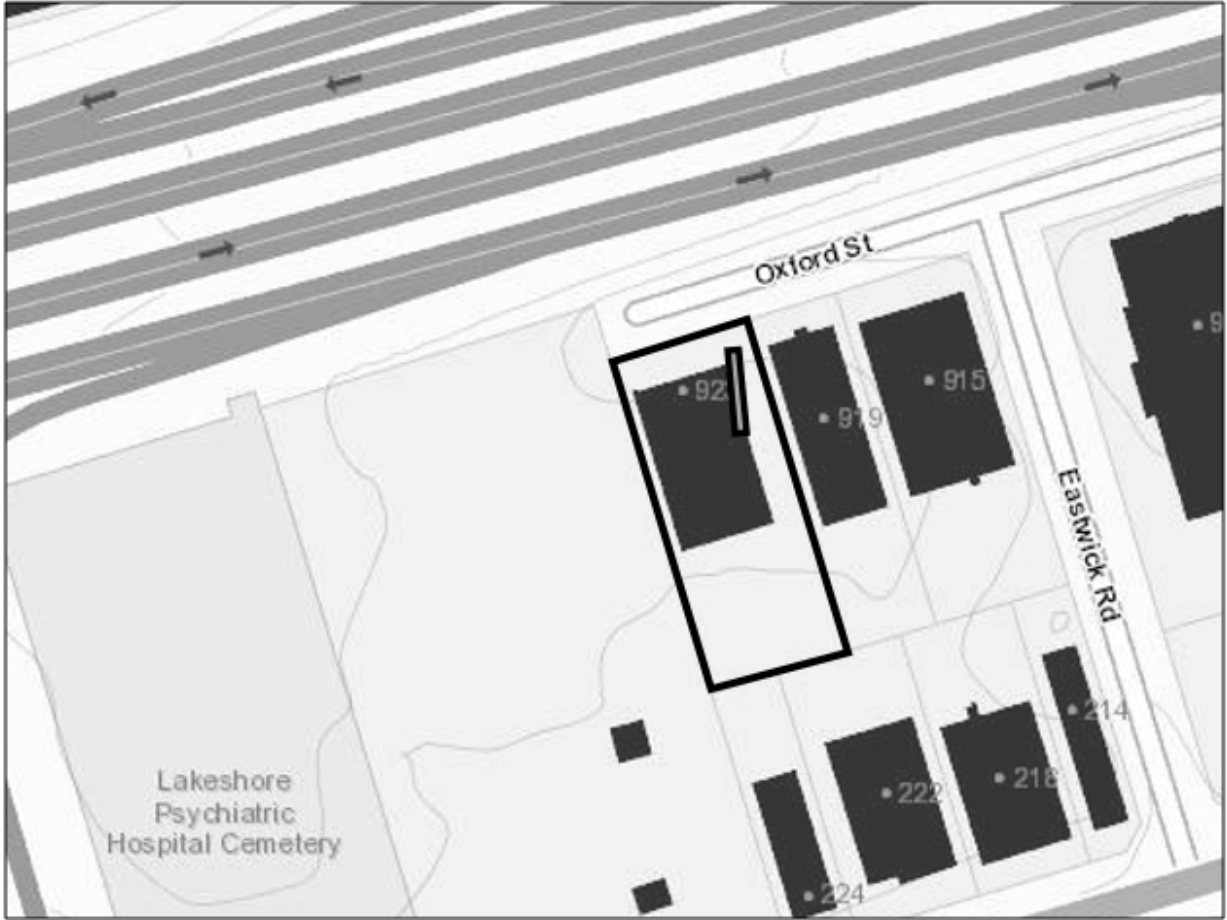 Oxford St
915
919
Eastwick Rd
214
218
222
224
Lakeshore
Psychiatric
Hospital Cemetery